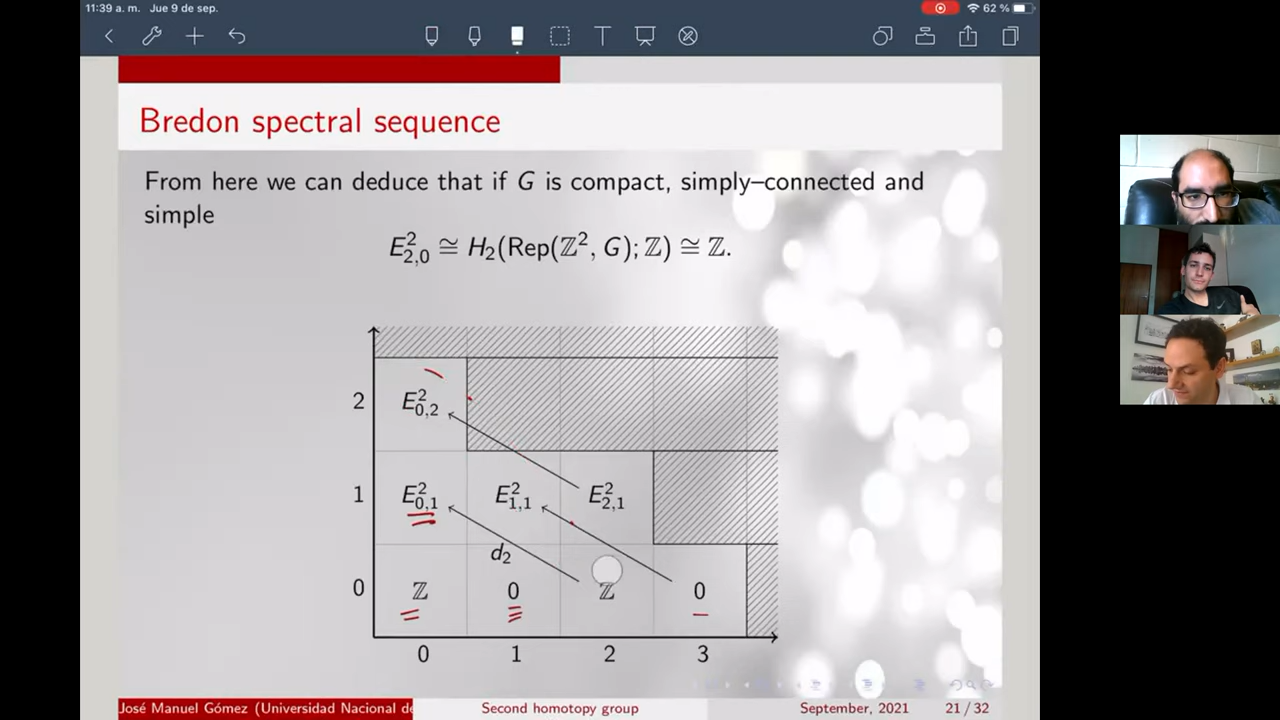 11:39 a. m. Jue 9 de sep.
62 %
T
Bredon spectral sequence
From here we can deduce that if G is compact, simply–connected and
simple
E²₂,₀ ≅ H₂(Rep(ℤ², G); ℤ) ≅ ℤ.
2 E²₀,₂
1 E²₀,₁ E²₁,₁ E²₂,₁
d₂
0 ℤ 0 ℤ 0
0 1 2 3
José Manuel Gómez (Universidad Nacional de
Second homotopy group
September, 2021
21 / 32